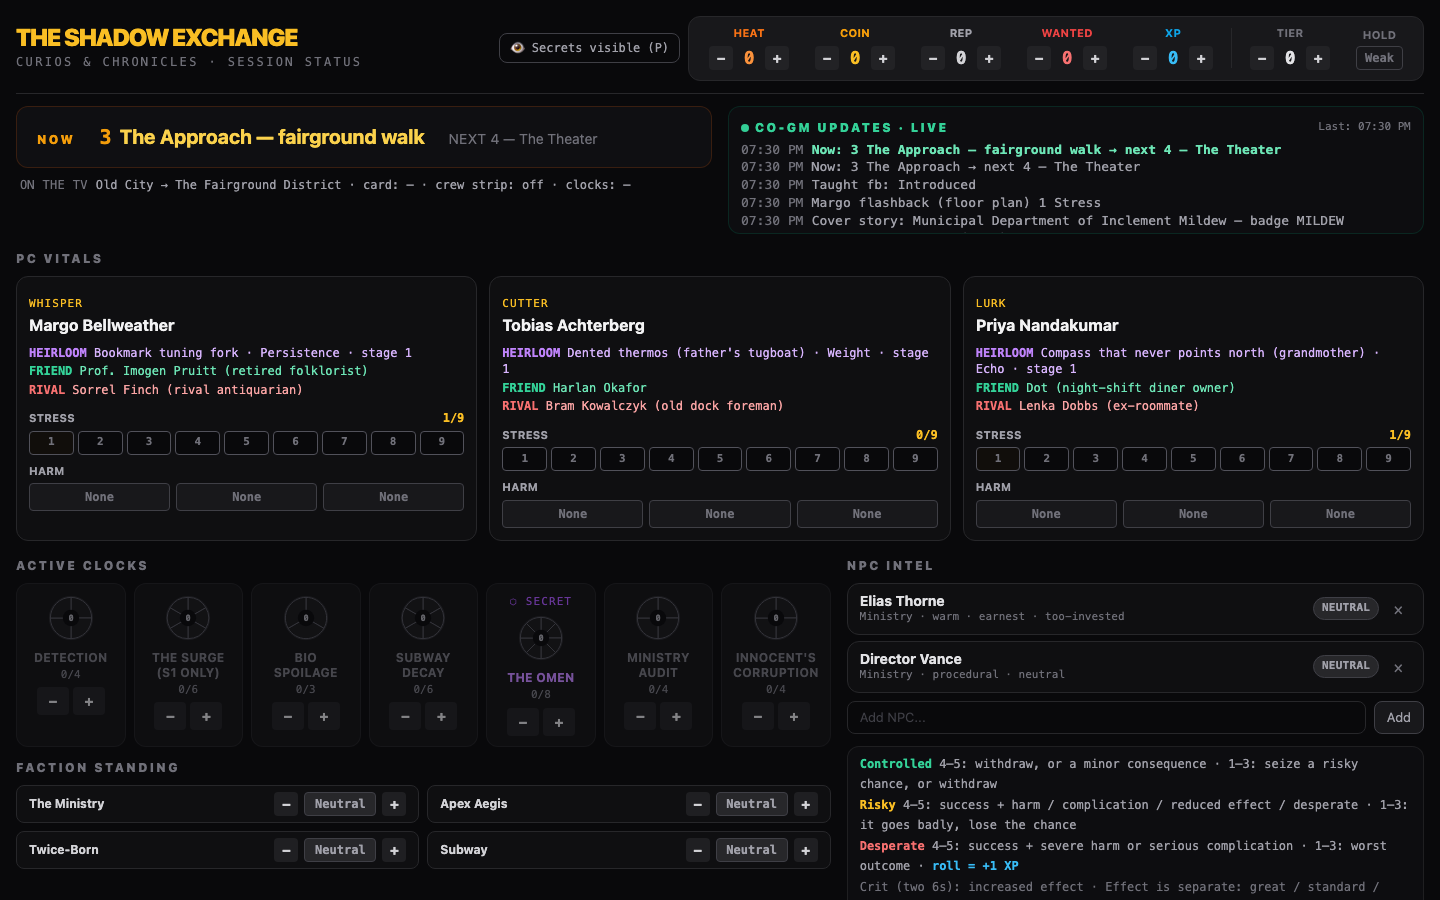 THE SHADOW EXCHANGE
CURIOS & CHRONICLES · SESSION STATUS
Secrets visible (P)
HEAT
− 0 +
COIN
− 0 +
REP
− 0 +
WANTED
− 0 +
XP
− 0 +
TIER
− 0 +
HOLD
Weak
NOW 3 The Approach — fairground walk NEXT 4 — The Theater
ON THE TV Old City → The Fairground District · card: — · crew strip: off · clocks: —
CO-GM UPDATES · LIVE
Last: 07:30 PM
07:30 PM Now: 3 The Approach — fairground walk → next 4 — The Theater
07:30 PM Now: 3 The Approach → next 4 — The Theater
07:30 PM Taught fb: Introduced
07:30 PM Margo flashback (floor plan) 1 Stress
07:30 PM Cover story: Municipal Department of Inclement Mildew — badge MILDEW
PC VITALS
WHISPER
Margo Bellweather
HEIRLOOM Bookmark tuning fork · Persistence · stage 1
FRIEND Prof. Imogen Pruitt (retired folklorist)
RIVAL Sorrel Finch (rival antiquarian)
STRESS 1/9
1 2 3 4 5 6 7 8 9
HARM
None None None
CUTTER
Tobias Achterberg
HEIRLOOM Dented thermos (father's tugboat) · Weight · stage
1
FRIEND Harlan Okafor
RIVAL Bram Kowalczyk (old dock foreman)
STRESS 0/9
1 2 3 4 5 6 7 8 9
HARM
None None None
LURK
Priya Nandakumar
HEIRLOOM Compass that never points north (grandmother) ·
Echo · stage 1
FRIEND Dot (night-shift diner owner)
RIVAL Lenka Dobbs (ex-roommate)
STRESS 1/9
1 2 3 4 5 6 7 8 9
HARM
None None None
ACTIVE CLOCKS
0
DETECTION
0/4
− +
0
THE SURGE
(S1 ONLY)
0/6
− +
0
BIO
SPOILAGE
0/3
− +
0
SUBWAY
DECAY
0/6
− +
○ SECRET
0
THE OMEN
0/8
− +
0
MINISTRY
AUDIT
0/4
− +
0
INNOCENT'S
CORRUPTION
0/4
− +
FACTION STANDING
The Ministry − Neutral +
Apex Aegis − Neutral +
Twice-Born − Neutral +
Subway − Neutral +
NPC INTEL
Elias Thorne
Ministry · warm · earnest · too-invested
NEUTRAL ×
Director Vance
Ministry · procedural · neutral
NEUTRAL ×
Add NPC...
Add
Controlled 4–5: withdraw, or a minor consequence · 1–3: seize a risky
chance, or withdraw
Risky 4–5: success + harm / complication / reduced effect / desperate · 1–3:
it goes badly, lose the chance
Desperate 4–5: success + severe harm or serious complication · 1–3: worst
outcome · roll = +1 XP
Crit (two 6s): increased effect · Effect is separate: great / standard /